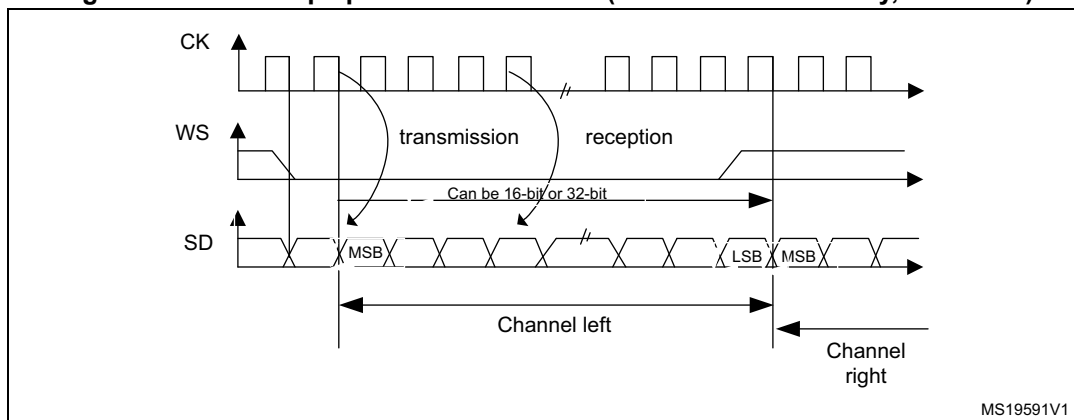 CK
WS
transmission
reception
Can be 16-bit or 32-bit
SD
MSB
LSB
MSB
Channel left
Channel
right
MS19591V1